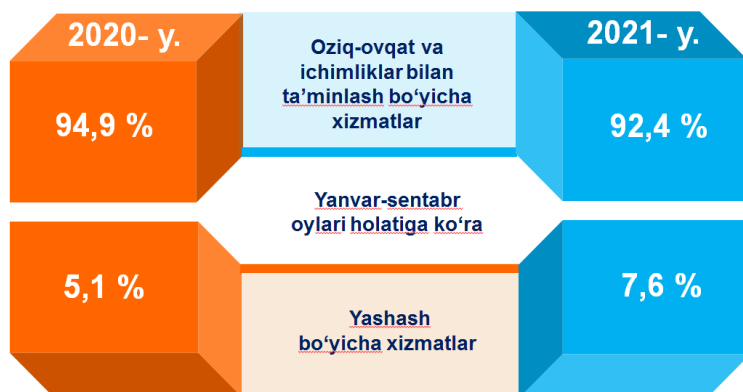 2020- y.
Oziq-ovqat va
ichimliklar bilan
ta’minlash bo‘yicha
xizmatlar
2021- y.
94,9 %
92,4 %
Yanvar-sentabr
oylari holatiga ko‘ra
5,1 %
7,6 %
Yashash
bo‘yicha xizmatlar